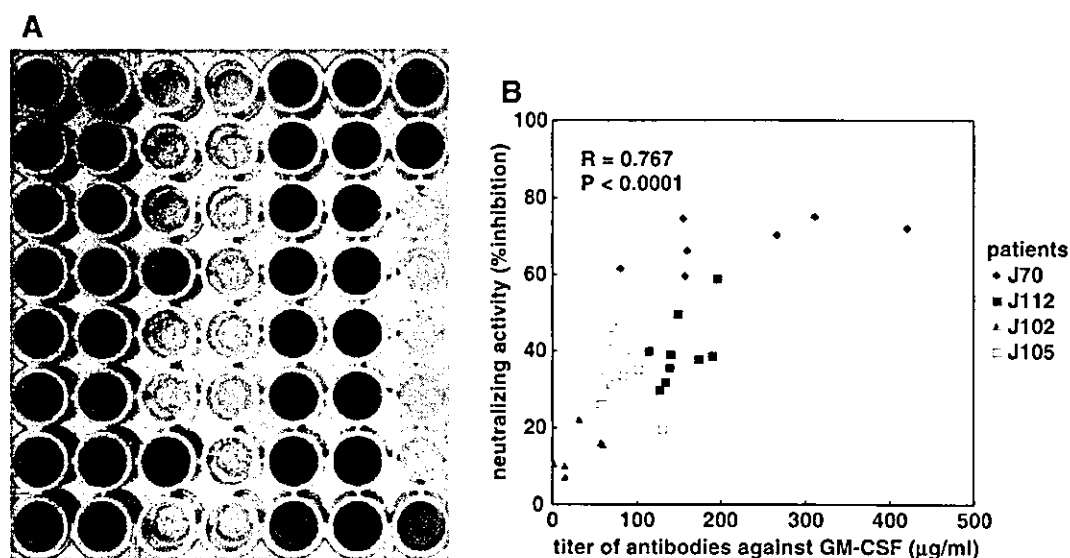 A
B
100
80
60
40
20
0
neutralizing activity (%inhibition)
R = 0.767
P < 0.0001
0 100 200 300 400 500
titer of antibodies against GM-CSF (μg/ml)
patients
J70
J112
J102
J105